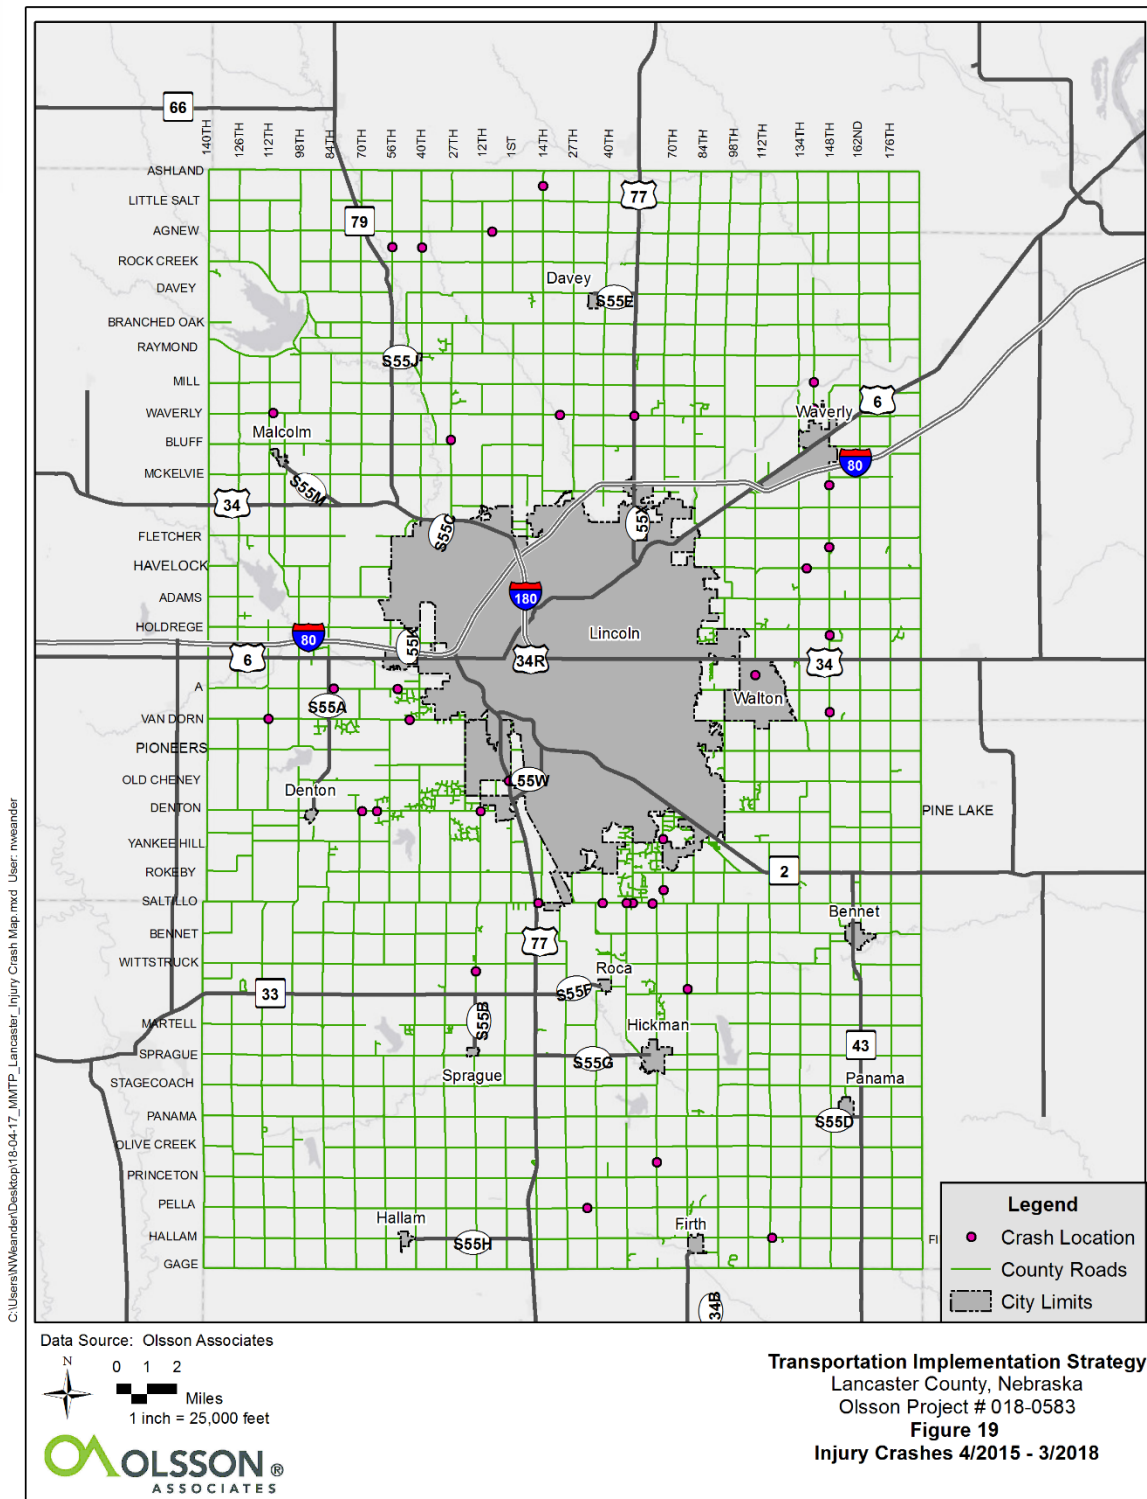 66
140TH
126TH
112TH
98TH
84TH
70TH
56TH
40TH
27TH
12TH
1ST
14TH
27TH
40TH
70TH
84TH
98TH
112TH
134TH
148TH
162ND
176TH
ASHLAND
LITTLE SALT
AGNEW
ROCK CREEK
DAVEY
BRANCHED OAK
RAYMOND
MILL
WAVERLY
BLUFF
MCKELVIE
FLETCHER
HAVELOCK
ADAMS
HOLDREGE
A
VAN DORN
PIONEERS
OLD CHENEY
DENTON
YANKEE HILL
ROKEBY
SALTILLO
BENNET
WITTSTRUCK
MARTELL
SPRAGUE
STAGECOACH
PANAMA
OLIVE CREEK
PRINCETON
PELLA
HALLAM
GAGE
77
79
Davey
S55E
S55J
6
Waverly
Malcolm
80
S55M
34
S55C
55X
180
Lincoln
80
55K
6
34R
34
Walton
S55A
55W
Denton
PINE LAKE
2
Bennet
77
Roca
S55F
33
S55B
Hickman
43
Sprague
S55G
Panama
S55D
Hallam
S55H
Firth
FI
34B
Legend
Crash Location
County Roads
City Limits
C:\Users\NWeander\Desktop\18-04-17_MMTP_Lancaster_Injury Crash Map.mxd User: nweander
Data Source: Olsson Associates
N
0 1 2
Miles
1 inch = 25,000 feet
OLSSON ®
ASSOCIATES
Transportation Implementation Strategy
Lancaster County, Nebraska
Olsson Project # 018-0583
Figure 19
Injury Crashes 4/2015 - 3/2018